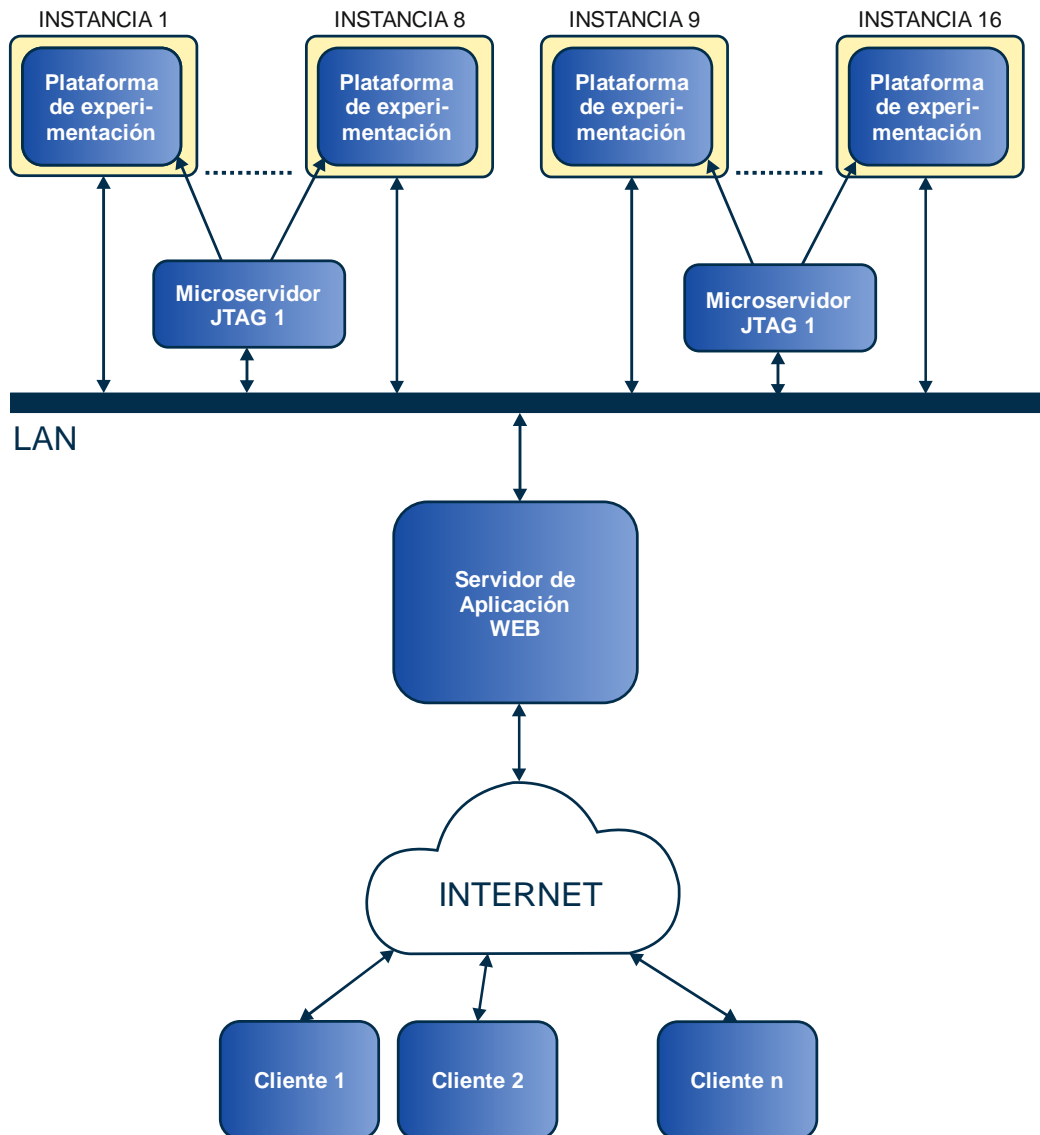 INSTANCIA 1
INSTANCIA 8
INSTANCIA 9
INSTANCIA 16
Plataforma
de experi-
mentación
Plataforma
de experi-
mentación
Plataforma
de experi-
mentación
Plataforma
de experi-
mentación
Microservidor
JTAG 1
Microservidor
JTAG 1
LAN
Servidor de
Aplicación
WEB
INTERNET
Cliente 1
Cliente 2
Cliente n